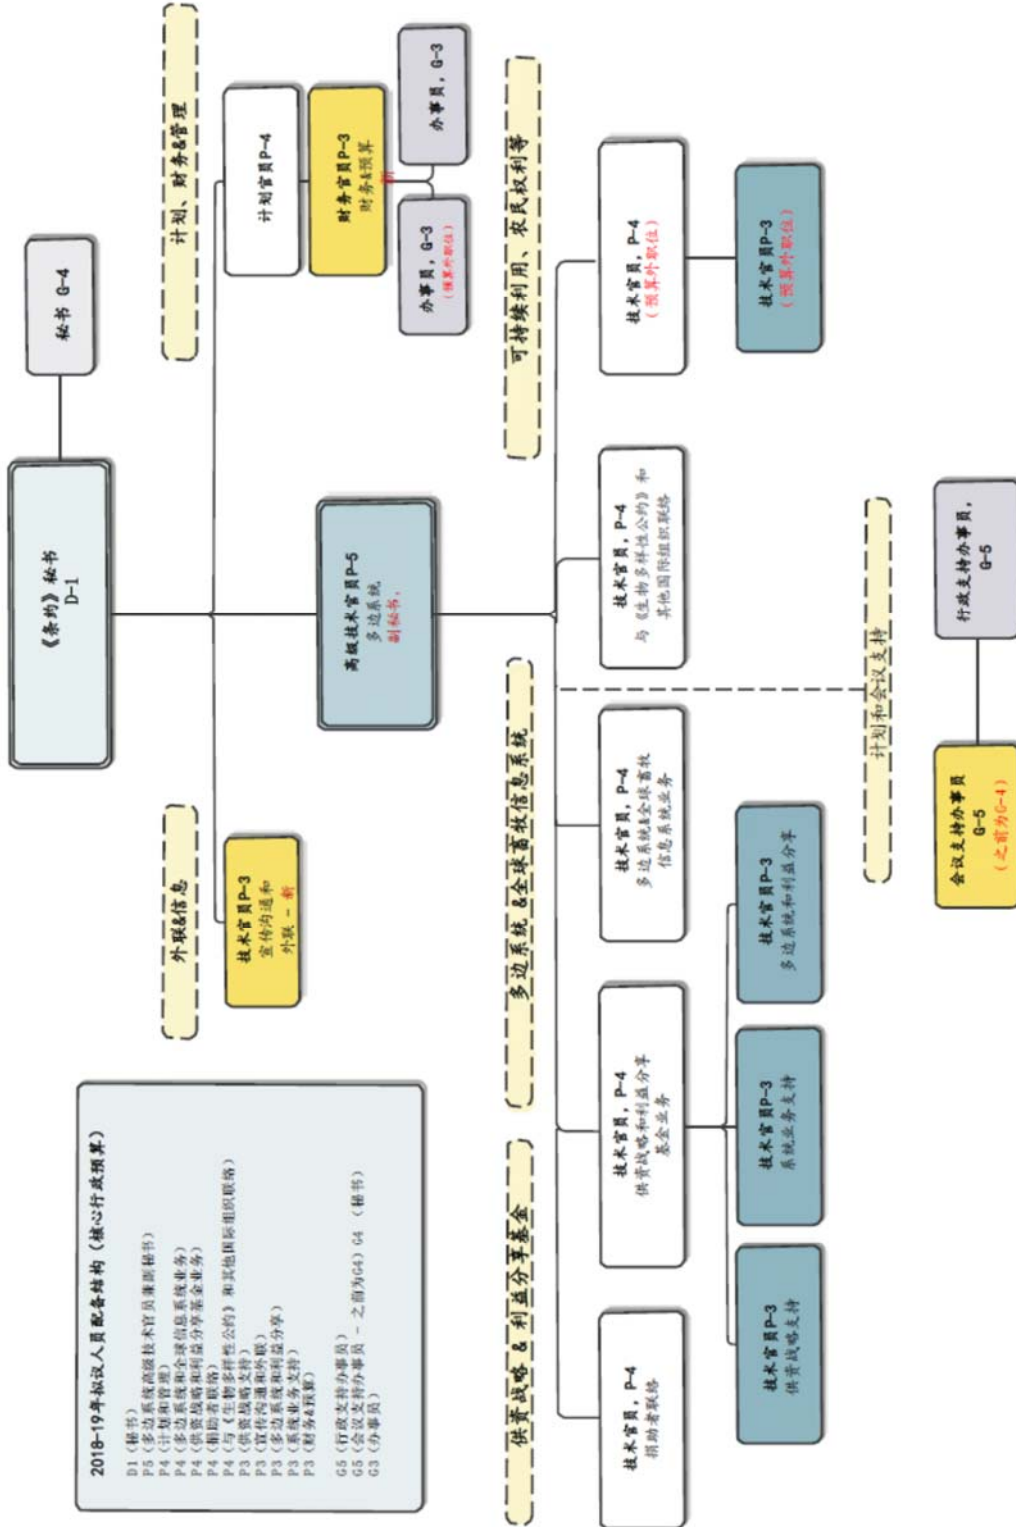 《条约》秘书
D-1
秘书 G-4
外联&信息
计划、财务&管理
技术官员P-3
宣传沟通和
外联 - 新
高级技术官员P-5
多边系统
副秘书,
计划官员P-4
财务官员P-3
财务&预算
新
办事员, G-3
(预算外职位)
办事员, G-3
2018-19年拟议人员配备结构 (核心行政预算)
D1 (秘书)
P5 (多边系统高级技术官员兼副秘书)
P4 (计划和管理)
P4 (多边系统和全球信息系统业务)
P4 (供资战略和利益分享基金业务)
P4 (捐助者联络)
P4 (与《生物多样性公约》和其他国际组织联络)
P3 (供资战略支持)
P3 (宣传沟通和外联)
P3 (多边系统和利益分享)
P3 (系统业务支持)
P3 (财务&预算)
G5 (行政支持办事员)
G5 (会议支持办事员 - 之前为G4) G4 (秘书)
G3 (办事员)
供资战略 & 利益分享基金
多边系统 &全球畜牧信息系统
可持续利用、农民权利等
技术官员, P-4
捐助者联络
技术官员, P-4
供资战略和利益分享
基金业务
技术官员, P-4
多边系统&全球畜牧
信息系统业务
技术官员, P-4
与《生物多样性公约》和
其他国际组织联络
技术官员, P-4
(预算外职位)
技术官员P-3
供资战略支持
技术官员P-3
系统业务支持
技术官员P-3
多边系统和利益分享
技术官员P-3
(预算外职位)
计划和会议支持
会议支持办事员
G-5
(之前为G-4)
行政支持办事员,
G-5